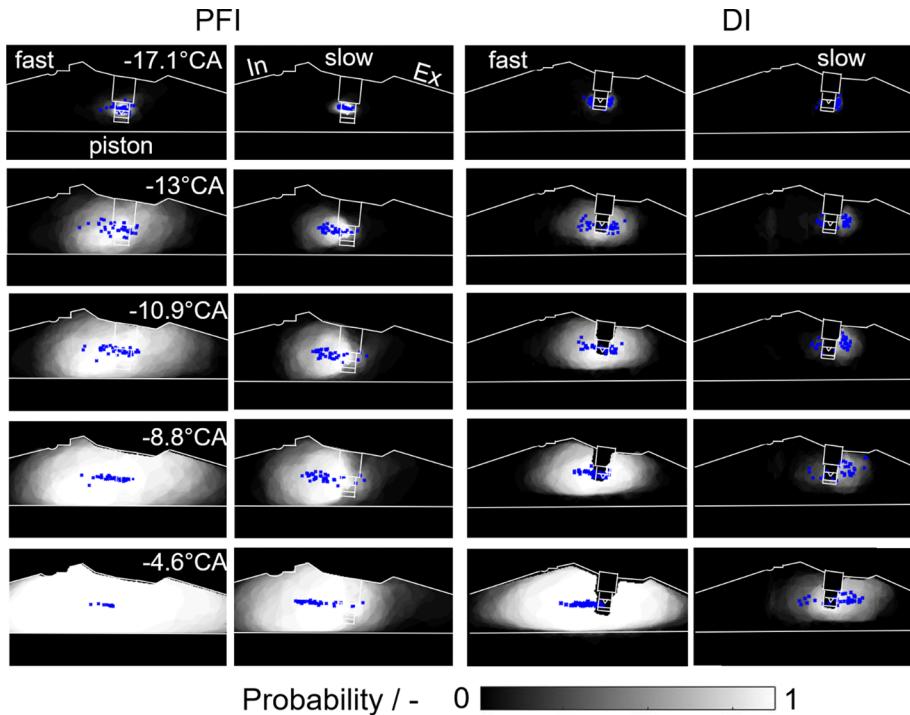 PFI DI
fast -17.1°CA In slow Ex fast slow
piston
-13°CA
-10.9°CA
-8.8°CA
-4.6°CA
Probability / - 0 1